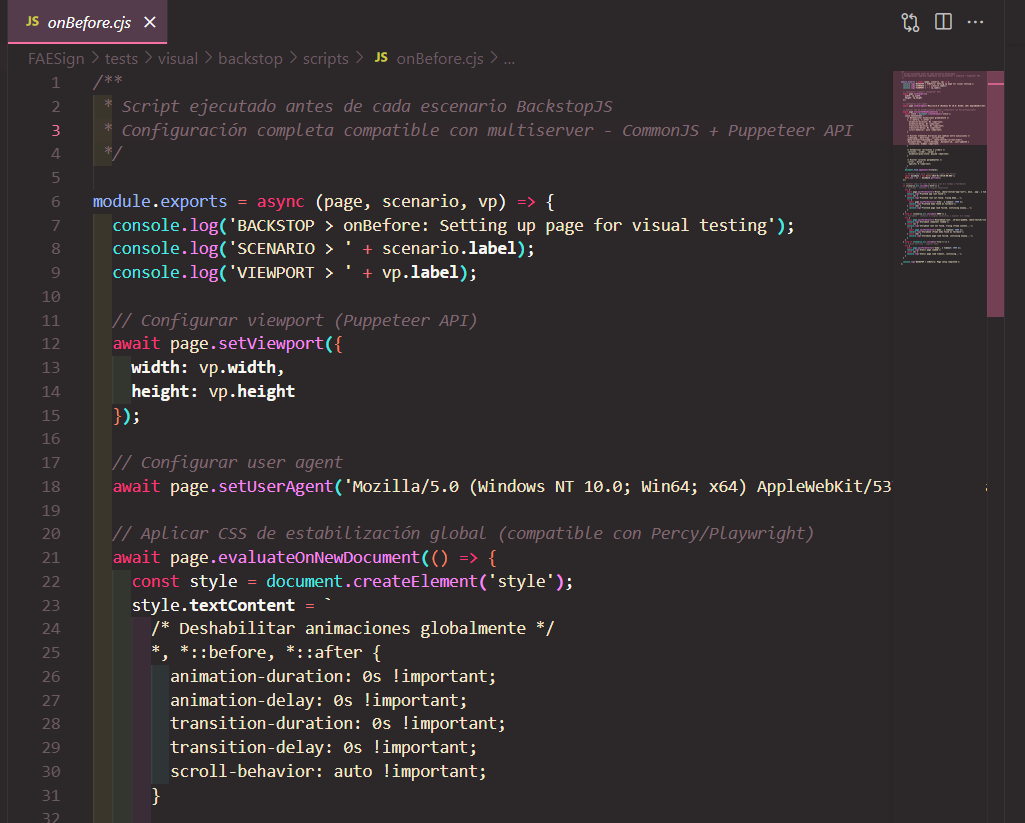 JS onBefore.cjs
FAESign > tests > visual > backstop > scripts > JS onBefore.cjs > ...
1 /**
2 * Script ejecutado antes de cada escenario BackstopJS
3 * Configuración completa compatible con multiserver - CommonJS + Puppeteer API
4 */
5
6 module.exports = async (page, scenario, vp) => {
7 console.log('BACKSTOP > onBefore: Setting up page for visual testing');
8 console.log('SCENARIO > ' + scenario.label);
9 console.log('VIEWPORT > ' + vp.label);
10
11 // Configurar viewport (Puppeteer API)
12 await page.setViewport({
13 width: vp.width,
14 height: vp.height
15 });
16
17 // Configurar user agent
18 await page.setUserAgent('Mozilla/5.0 (Windows NT 10.0; Win64; x64) AppleWebKit/53
19
20 // Aplicar CSS de estabilización global (compatible con Percy/Playwright)
21 await page.evaluateOnNewDocument(() => {
22 const style = document.createElement('style');
23 style.textContent = `
24 /* Deshabilitar animaciones globalmente */
25 *, *::before, *::after {
26 animation-duration: 0s !important;
27 animation-delay: 0s !important;
28 transition-duration: 0s !important;
29 transition-delay: 0s !important;
30 scroll-behavior: auto !important;
31 }
32